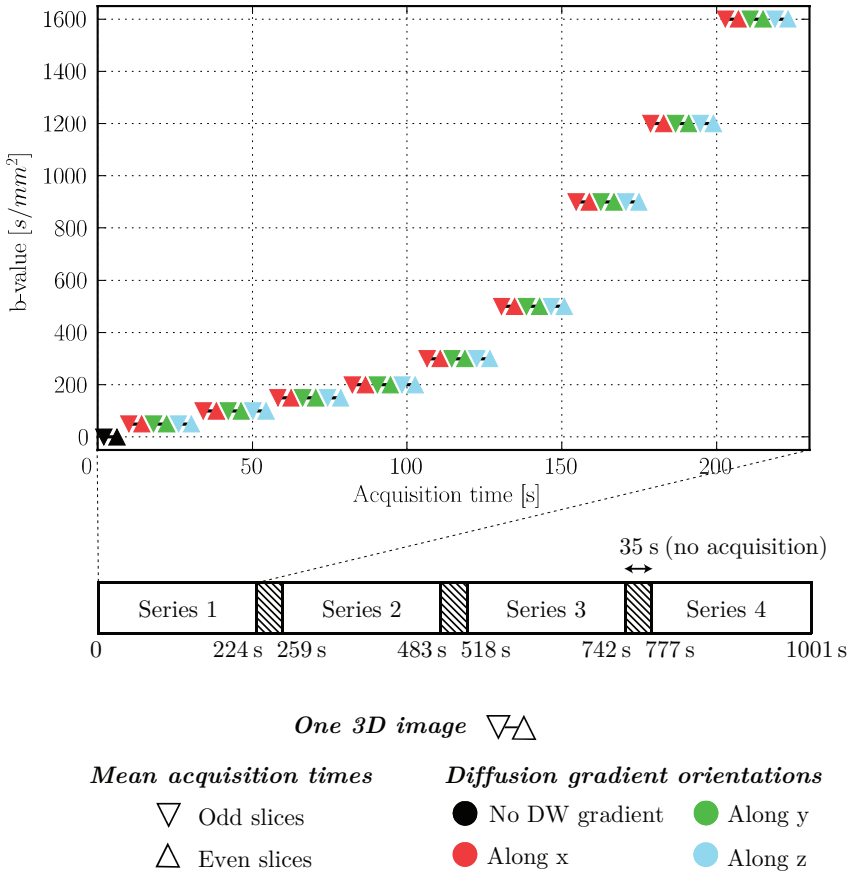 1600
1400
1200
1000
800
600
400
200
0
b-value [s/mm²]
0 50 100 150 200
Acquisition time [s]
35 s (no acquisition)
Series 1 Series 2 Series 3 Series 4
0 224 s 259 s 483 s 518 s 742 s 777 s 1001 s
One 3D image
Mean acquisition times
Odd slices
Even slices
Diffusion gradient orientations
No DW gradient Along y
Along x Along z